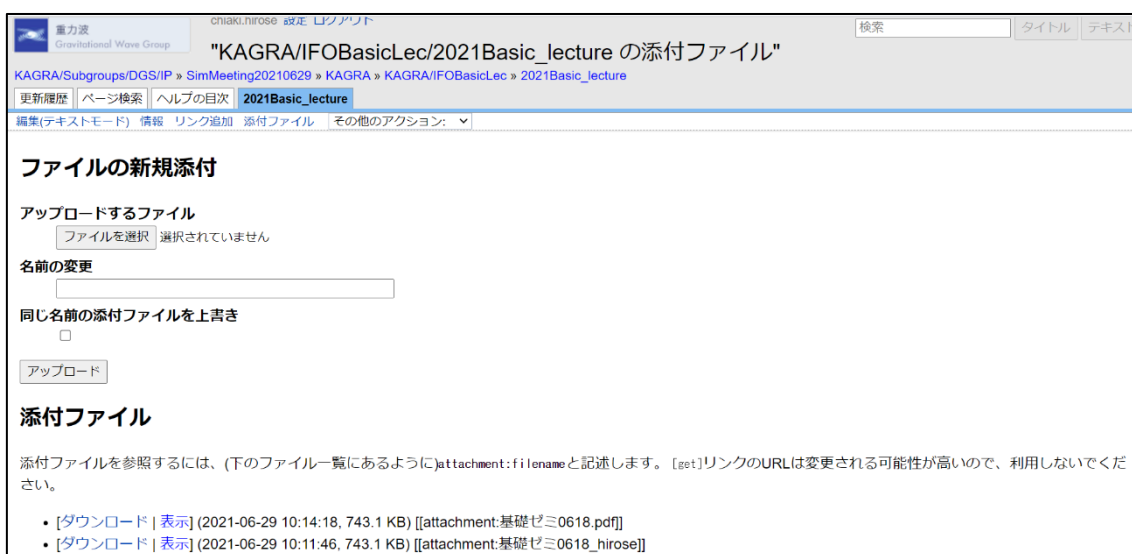 chiaki.hirose 設定 ログアウト
重力波
Gravitational Wave Group
検索 タイトル テキスト
"KAGRA/IFOBasicLec/2021Basic_lecture の添付ファイル"
KAGRA/Subgroups/DGS/IP » SimMeeting20210629 » KAGRA » KAGRA/IFOBasicLec » 2021Basic_lecture
更新履歴 ページ検索 ヘルプの目次 2021Basic_lecture
編集(テキストモード) 情報 リンク追加 添付ファイル その他のアクション:
ファイルの新規添付
アップロードするファイル
ファイルを選択 選択されていません
名前の変更
同じ名前の添付ファイルを上書き
アップロード
添付ファイル
添付ファイルを参照するには、(下のファイル一覧にあるように)attachment:filenameと記述します。 [get]リンクのURLは変更される可能性が高いので、利用しないでくだ
さい。
• [ダウンロード | 表示] (2021-06-29 10:14:18, 743.1 KB) [[attachment:基礎ゼミ0618.pdf]]
• [ダウンロード | 表示] (2021-06-29 10:11:46, 743.1 KB) [[attachment:基礎ゼミ0618_hirose]]